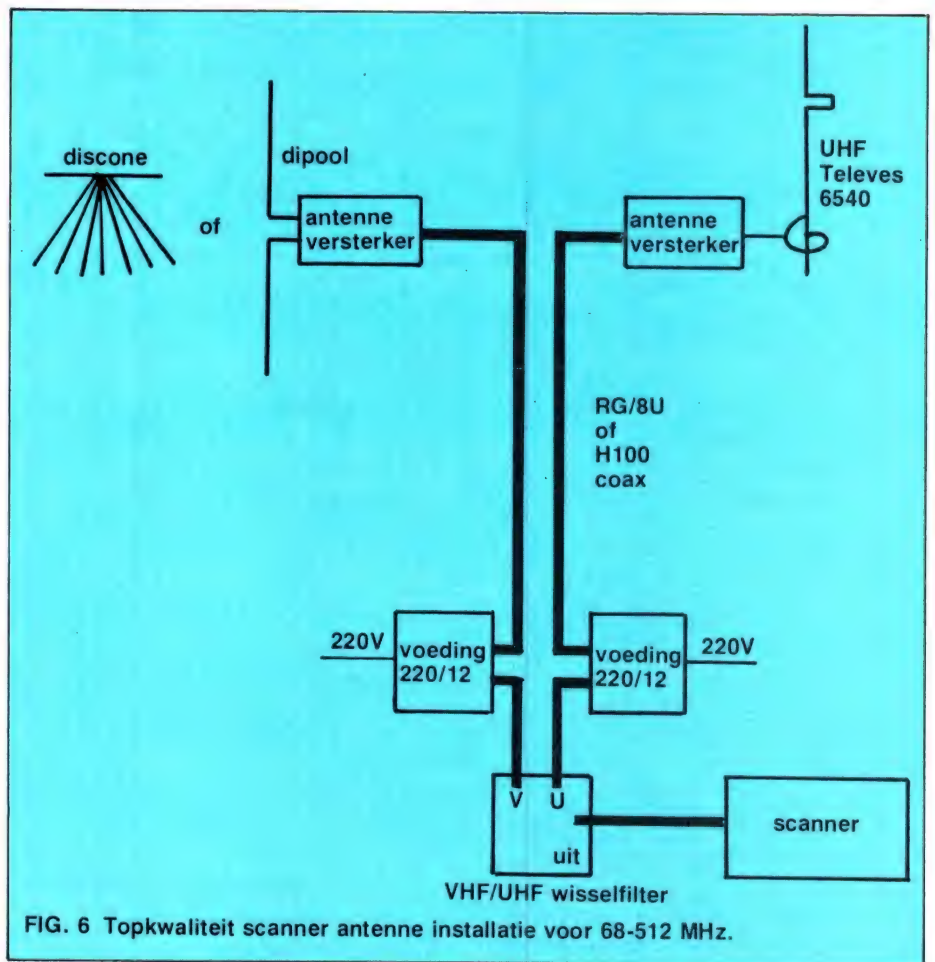 discone
of
dipool
antenne
versterker
antenne
versterker
UHF
Televes
6540
RG/8U
of
H100
coax
220V
voeding
220/12
voeding
220/12
220V
V U
uit
scanner
VHF/UHF wisselfilter
FIG. 6 Topkwaliteit scanner antenne installatie voor 68-512 MHz.